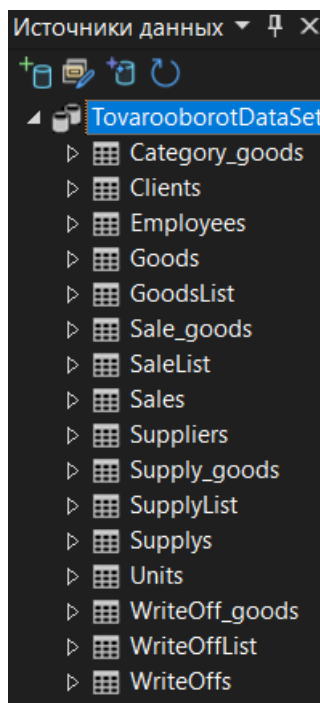 Источники данных
TovarooborotDataSet
Category_goods
Clients
Employees
Goods
GoodsList
Sale_goods
SaleList
Sales
Suppliers
Supply_goods
SupplyList
Supplys
Units
WriteOff_goods
WriteOffList
WriteOffs